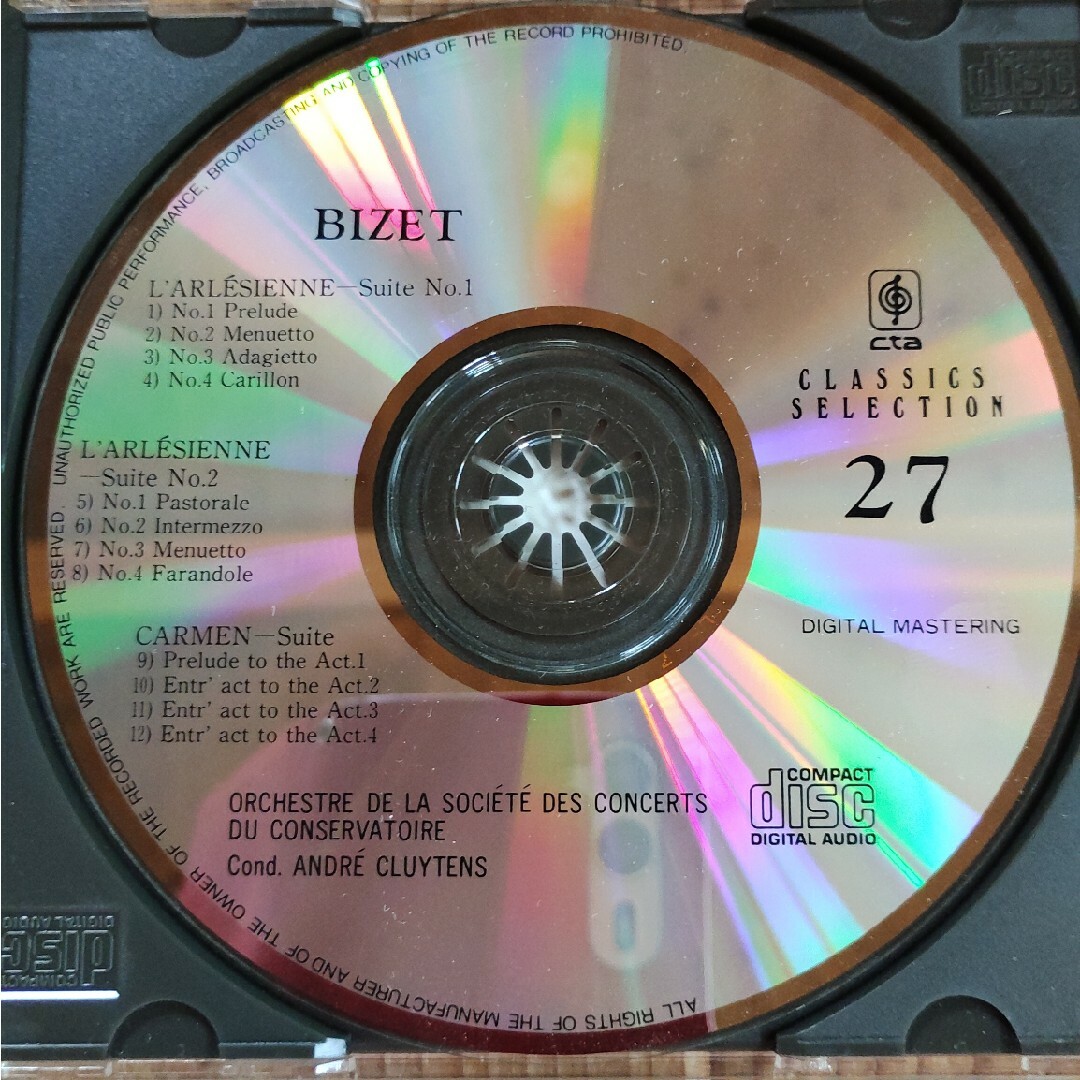 ALL RIGHTS OF THE MANUFACTURER AND OF THE OWNER OF THE RECORDED WORK ARE RESERVED. UNAUTHORIZED PUBLIC PERFORMANCE, BROADCASTING AND COPYING OF THE RECORD PROHIBITED.
BIZET
L'ARLÉSIENNE—Suite No.1
1) No.1 Prelude
2) No.2 Menuetto
3) No.3 Adagietto
4) No.4 Carillon
L'ARLÉSIENNE
—Suite No.2
5) No.1 Pastorale
6) No.2 Intermezzo
7) No.3 Menuetto
8) No.4 Farandole
CARMEN—Suite
9) Prelude to the Act.1
10) Entr' act to the Act.2
11) Entr' act to the Act.3
12) Entr' act to the Act.4
ORCHESTRE DE LA SOCIÉTÉ DES CONCERTS
DU CONSERVATOIRE
Cond. ANDRÉ CLUYTENS
cta
CLASSICS
SELECTION
27
DIGITAL MASTERING
COMPACT
disc
DIGITAL AUDIO
disc
COMPACT
disc
DIGITAL AUDIO